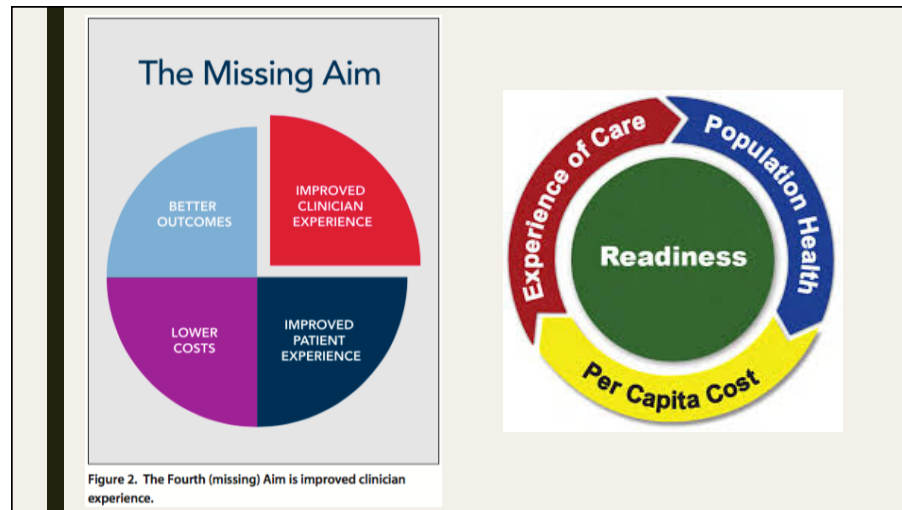 The Missing Aim
BETTER
OUTCOMES
IMPROVED
CLINICIAN
EXPERIENCE
LOWER
COSTS
IMPROVED
PATIENT
EXPERIENCE
Figure 2. The Fourth (missing) Aim is improved clinician
experience.
Experience of Care
Population Health
Readiness
Per Capita Cost